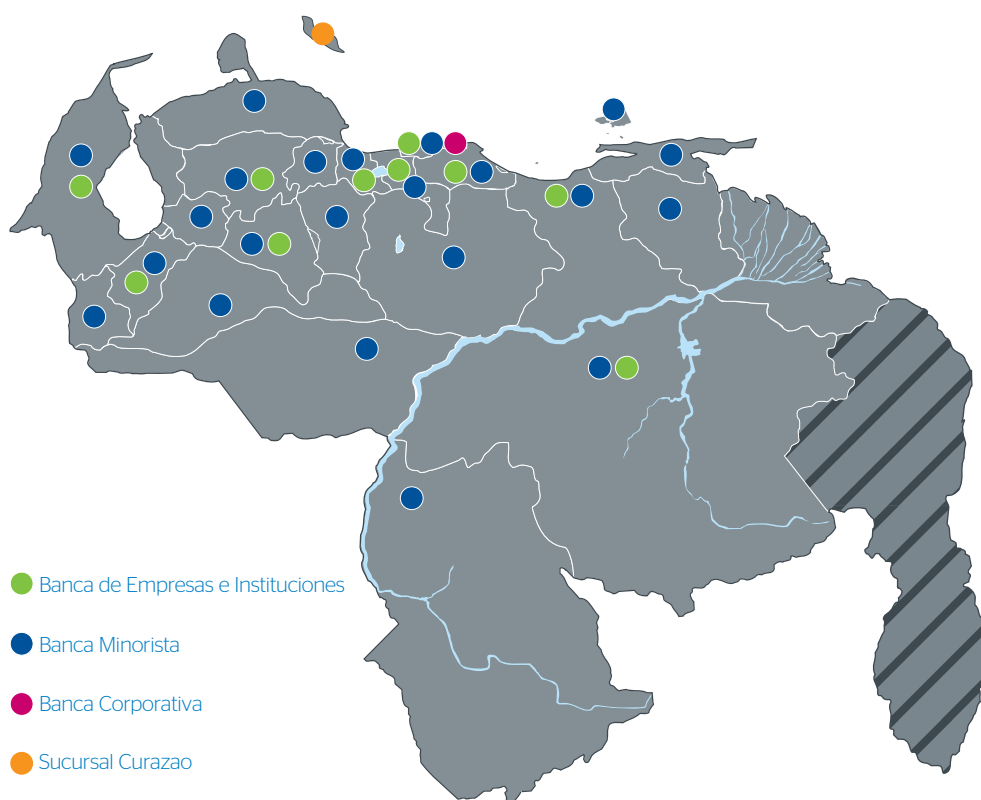 Banca de Empresas e Instituciones
Banca Minorista
Banca Corporativa
Sucursal Curazao